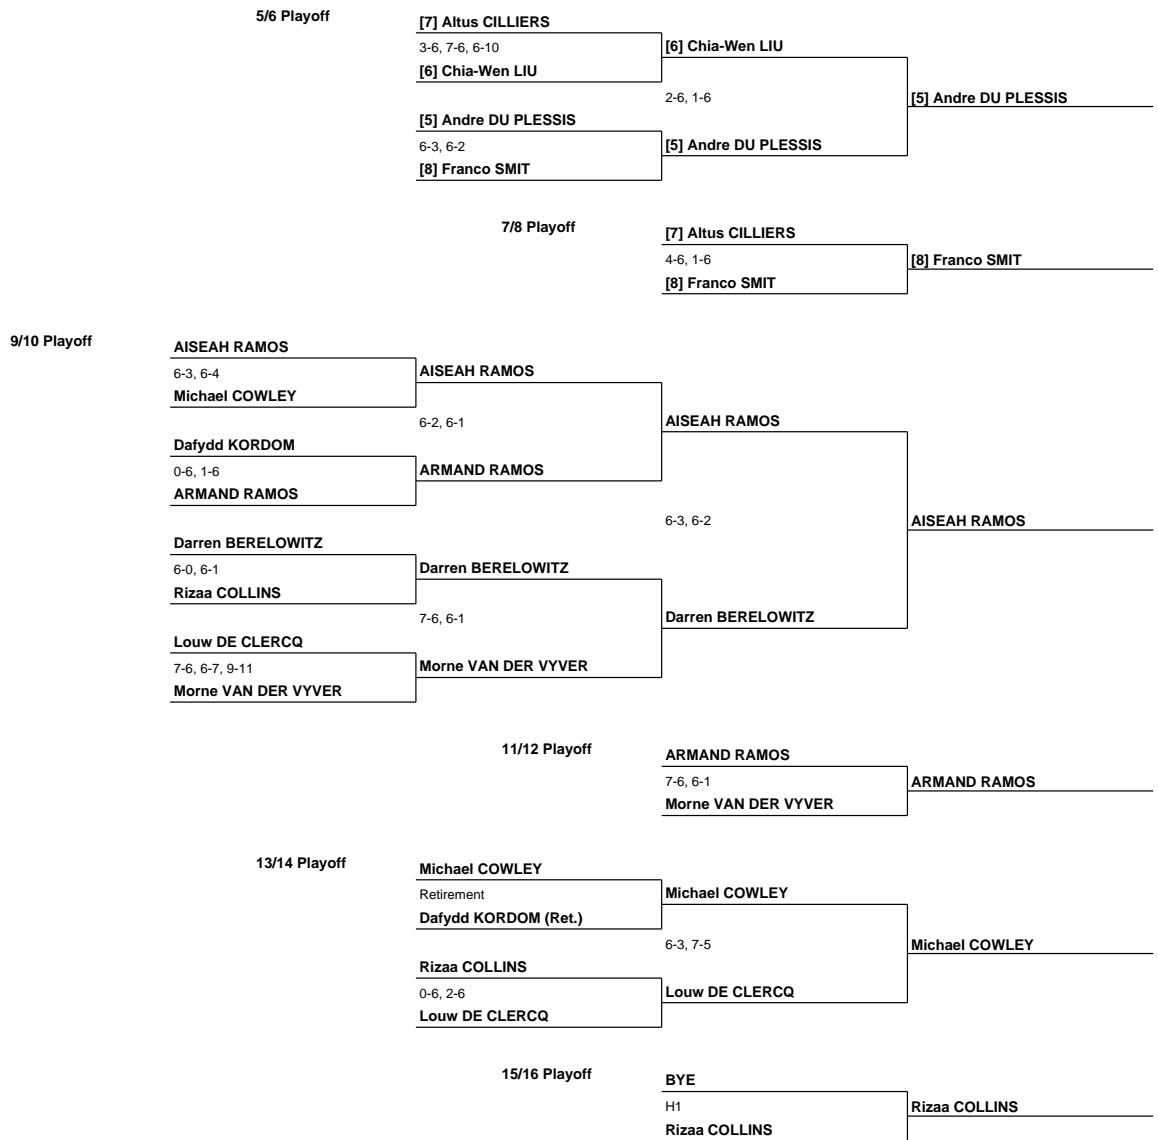 5/6 Playoff
[7] Altus CILLIERS
3-6, 7-6, 6-10
[6] Chia-Wen LIU
[6] Chia-Wen LIU
2-6, 1-6
[5] Andre DU PLESSIS
[5] Andre DU PLESSIS
6-3, 6-2
[5] Andre DU PLESSIS
[8] Franco SMIT
7/8 Playoff
[7] Altus CILLIERS
4-6, 1-6
[8] Franco SMIT
[8] Franco SMIT
9/10 Playoff
AISEAH RAMOS
6-3, 6-4
AISEAH RAMOS
Michael COWLEY
6-2, 6-1
AISEAH RAMOS
Dafydd KORDOM
0-6, 1-6
ARMAND RAMOS
ARMAND RAMOS
6-3, 6-2
AISEAH RAMOS
Darren BERELOWITZ
6-0, 6-1
Darren BERELOWITZ
Rizaa COLLINS
7-6, 6-1
Darren BERELOWITZ
Louw DE CLERCQ
7-6, 6-7, 9-11
Morne VAN DER VYVER
Morne VAN DER VYVER
11/12 Playoff
ARMAND RAMOS
7-6, 6-1
ARMAND RAMOS
Morne VAN DER VYVER
13/14 Playoff
Michael COWLEY
Retirement
Michael COWLEY
Dafydd KORDOM (Ret.)
6-3, 7-5
Michael COWLEY
Rizaa COLLINS
0-6, 2-6
Louw DE CLERCQ
Louw DE CLERCQ
15/16 Playoff
BYE
H1
Rizaa COLLINS
Rizaa COLLINS